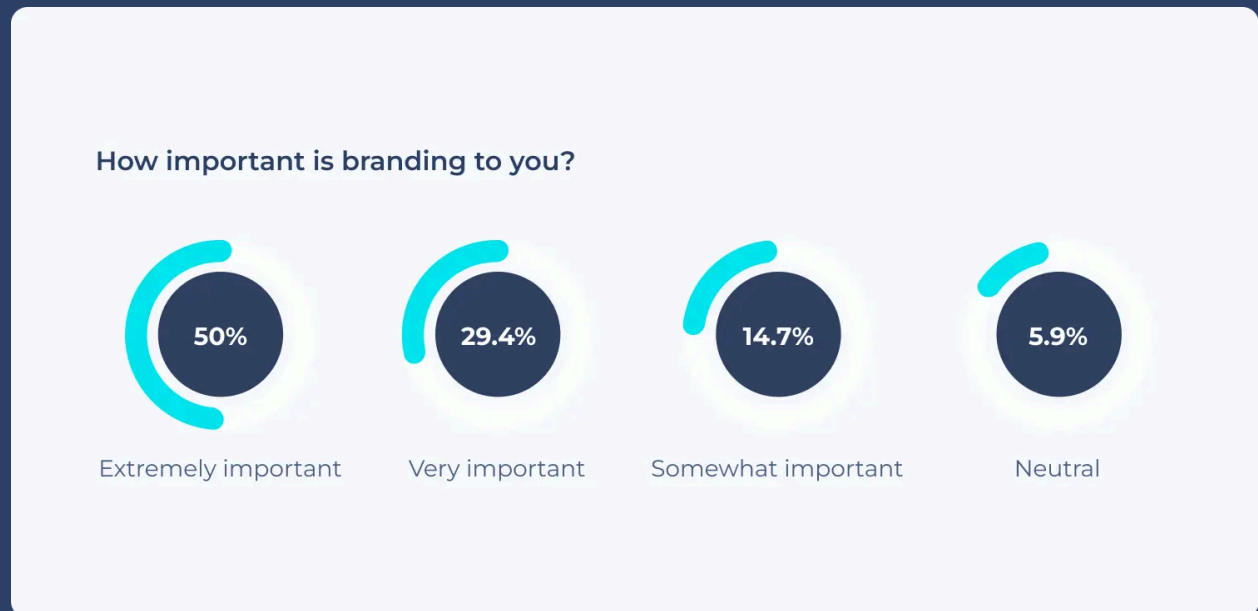 How important is branding to you?
50%
29.4%
14.7%
5.9%
Extremely important
Very important
Somewhat important
Neutral